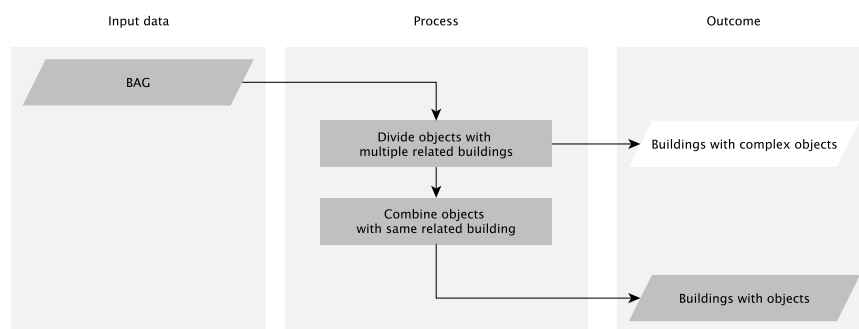 Input data
Process
Outcome
BAG
Divide objects with
multiple related buildings
Buildings with complex objects
Combine objects
with same related building
Buildings with objects